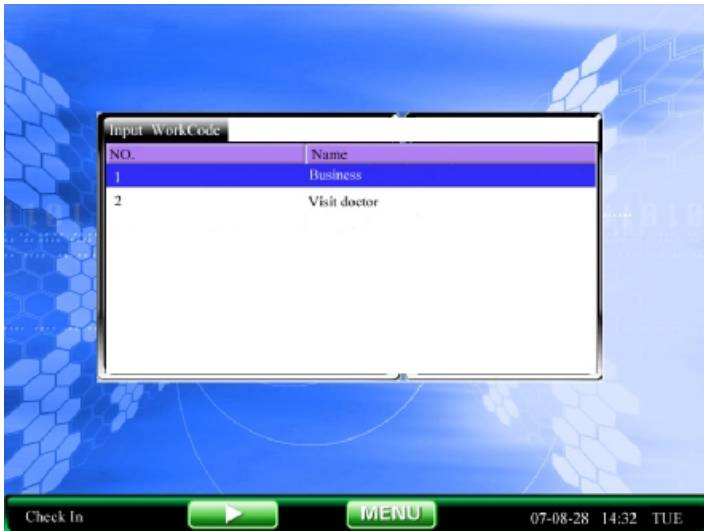 Input WorkCode
NO. Name
1 Business
2 Visit doctor
Check In MENU 07-08-28 14:32 TUE